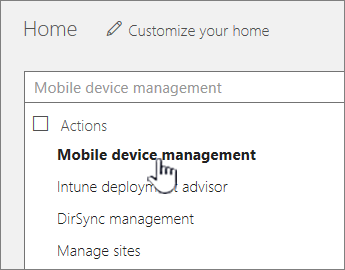 Home
Customize your home
Mobile device management
Actions
Mobile device management
Intune deployment advisor
DirSync management
Manage sites